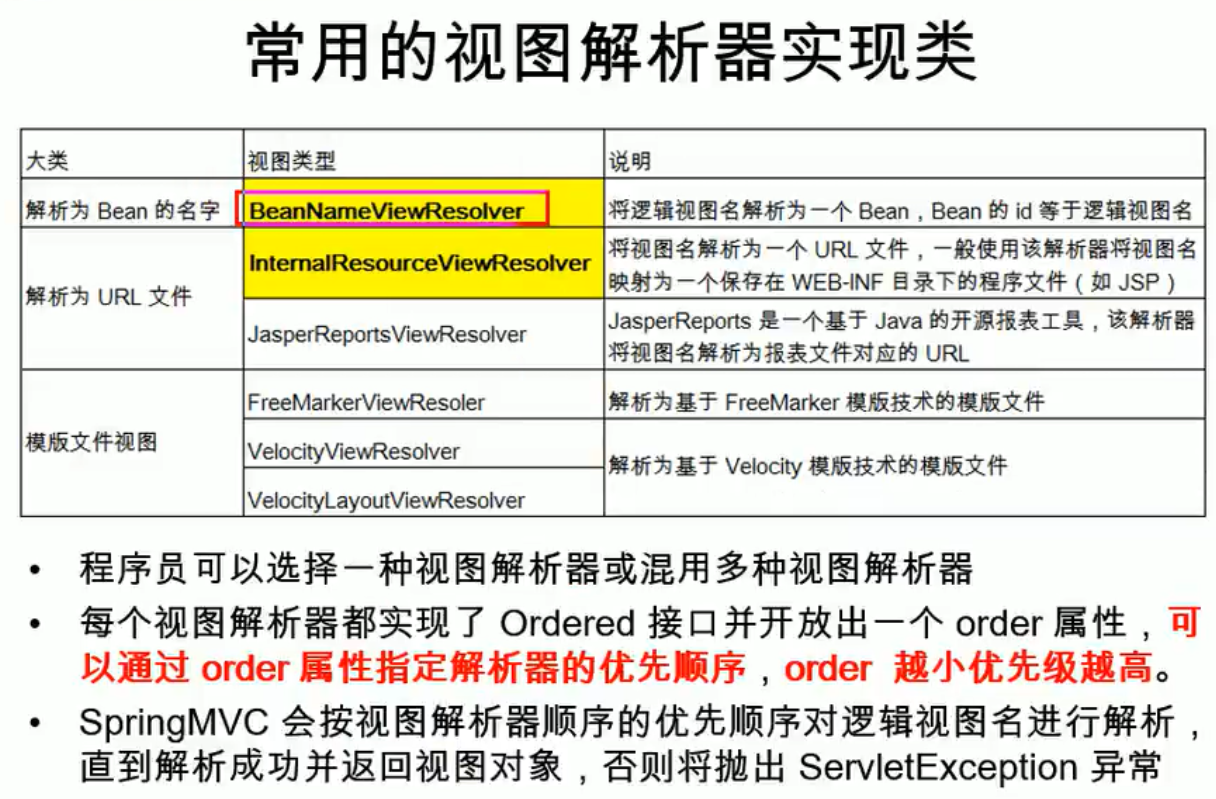 常用的视图解析器实现类
大类 视图类型 说明
解析为 Bean 的名字 BeanNameViewResolver 将逻辑视图名解析为一个 Bean，Bean 的 id 等于逻辑视图名
解析为 URL 文件
InternalResourceViewResolver
将视图名解析为一个 URL 文件，一般使用该解析器将视图名
映射为一个保存在 WEB-INF 目录下的程序文件（如 JSP）
JasperReportsViewResolver
JasperReports 是一个基于 Java 的开源报表工具，该解析器
将视图名解析为报表文件对应的 URL
模版文件视图
FreeMarkerViewResoler 解析为基于 FreeMarker 模版技术的模版文件
VelocityViewResolver
VelocityLayoutViewResolver
解析为基于 Velocity 模版技术的模版文件
• 程序员可以选择一种视图解析器或混用多种视图解析器
• 每个视图解析器都实现了 Ordered 接口并开放出一个 order 属性，可
以通过 order 属性指定解析器的优先顺序，order 越小优先级越高。
• SpringMVC 会按视图解析器顺序的优先顺序对逻辑视图名进行解析，
直到解析成功并返回视图对象，否则将抛出 ServletException 异常